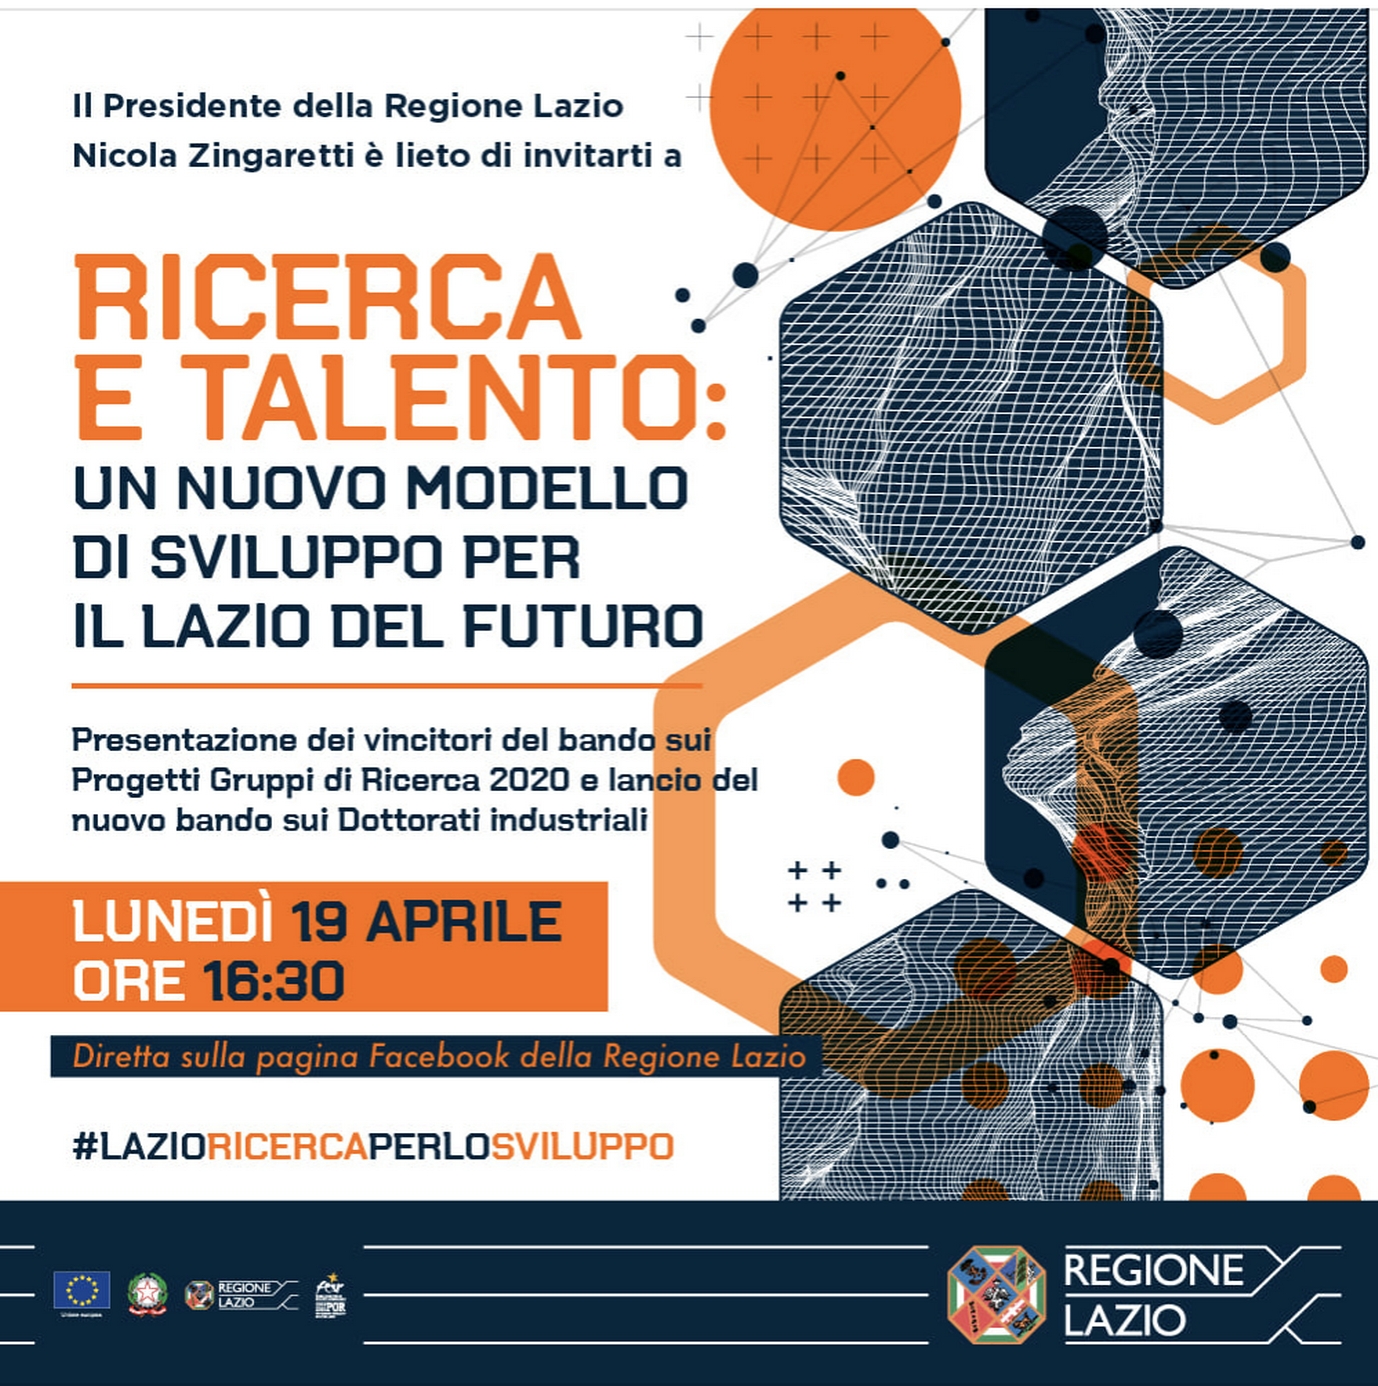 Il Presidente della Regione Lazio
Nicola Zingaretti è lieto di invitarti a
RICERCA
E TALENTO:
UN NUOVO MODELLO
DI SVILUPPO PER
IL LAZIO DEL FUTURO
Presentazione dei vincitori del bando sui
Progetti Gruppi di Ricerca 2020 e lancio del
nuovo bando sui Dottorati industriali
LUNEDÌ 19 APRILE
ORE 16:30
Diretta sulla pagina Facebook della Regione Lazio
#LAZIORICERCAPERLOSVILUPPO
Unione europea
REGIONE
LAZIO
POR
REGIONE
LAZIO